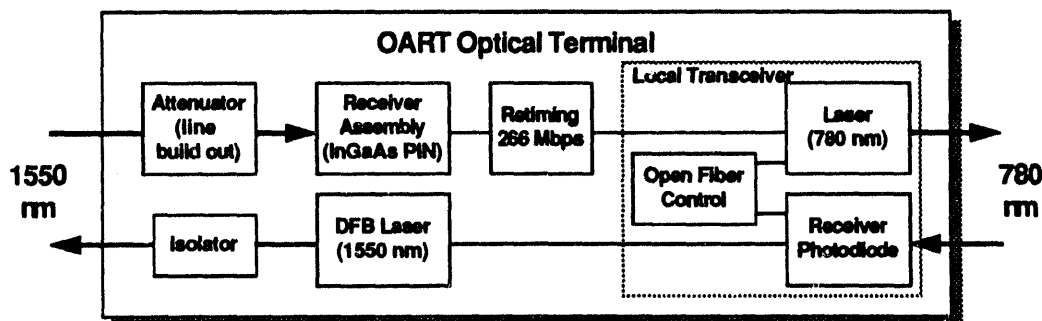 OART Optical Terminal
Local Transceiver
Attenuator
(line
build out)
Receiver
Assembly
(InGaAs PIN)
Retiming
266 Mbps
Laser
(780 nm)
1550
nm
Open Fiber
Control
780
nm
Isolator
DFB Laser
(1550 nm)
Receiver
Photodiode